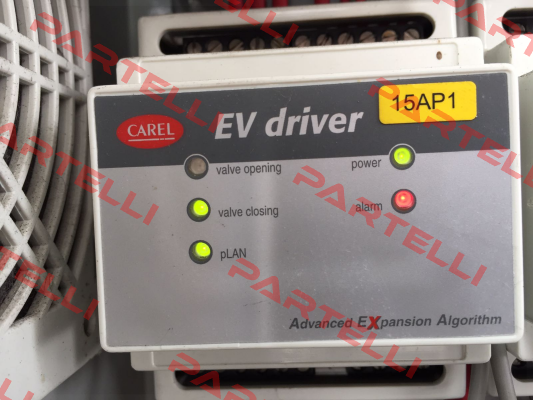 PARTELLI
PARTELLI
PARTELLI
CAREL
EV driver
15AP1
valve opening
power
valve closing
alarm
pLAN
PARTELLI
Advanced EXpansion Algorithm
PARTELLI